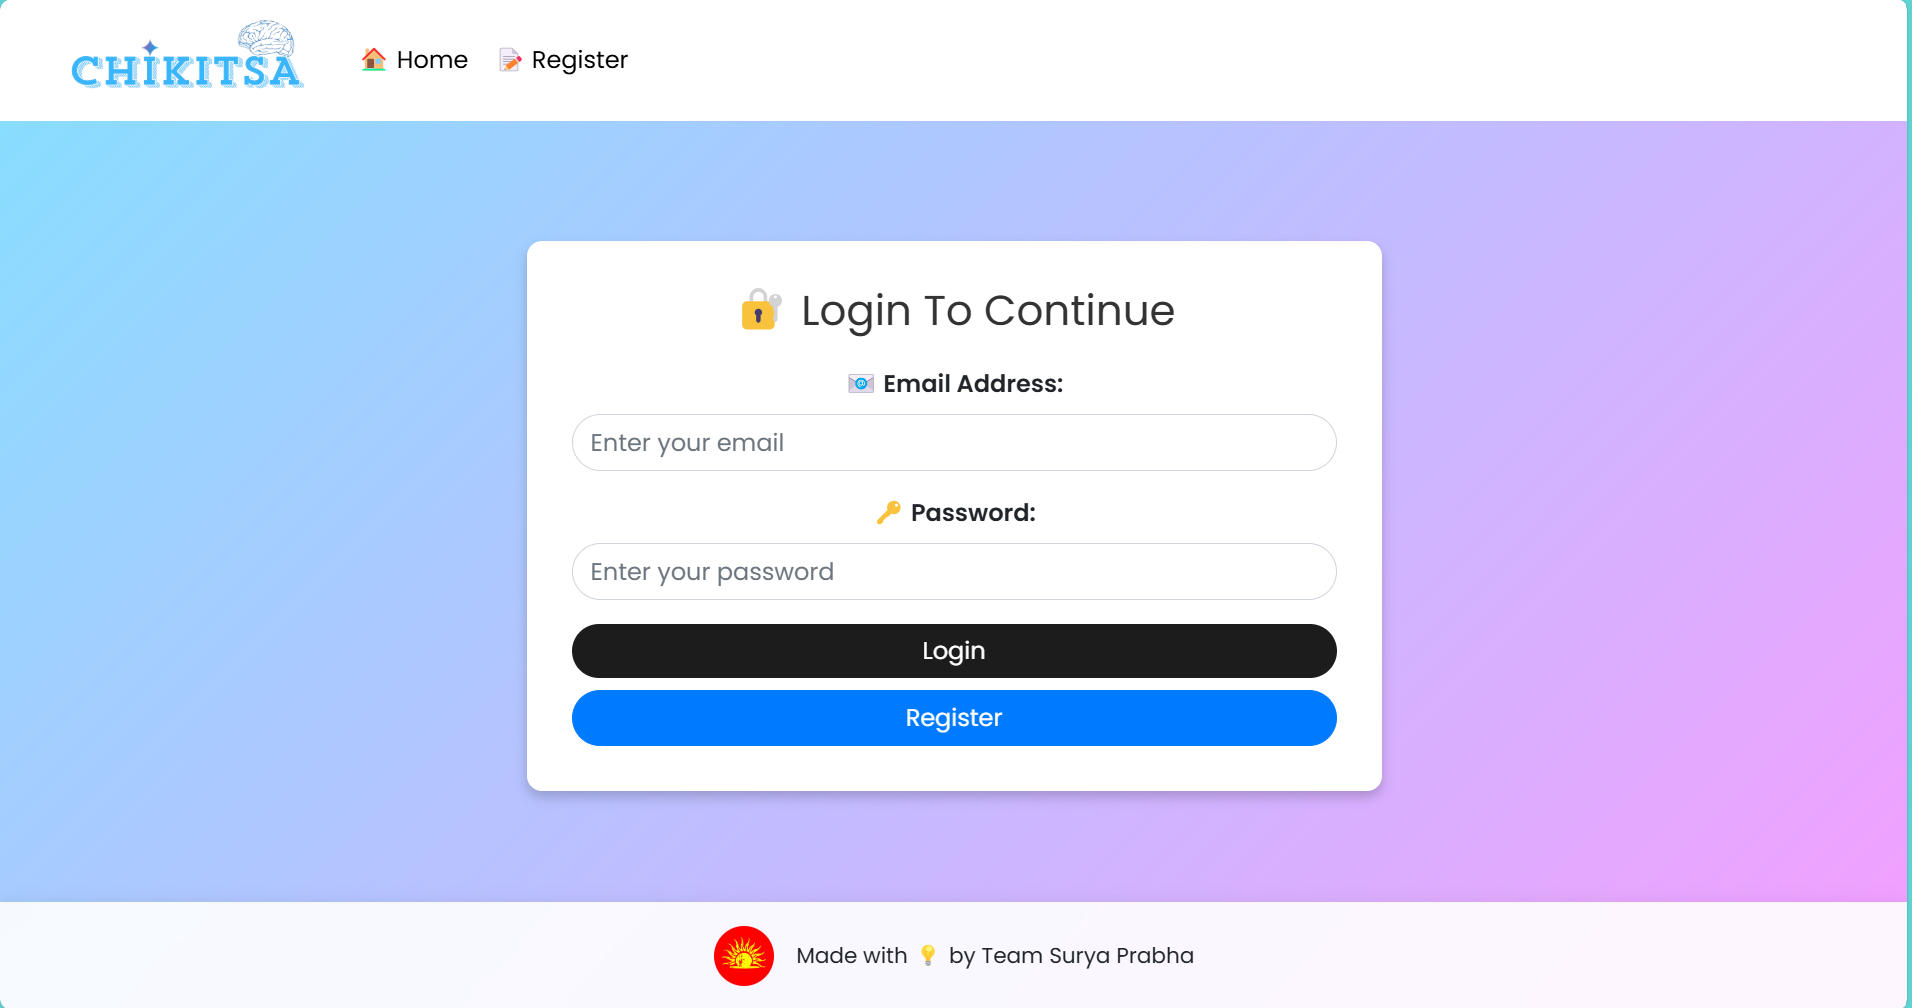 CHIKITSA
Home
Register
Login To Continue
Email Address:
Enter your email
Password:
Enter your password
Login
Register
Made with 💡 by Team Surya Prabha